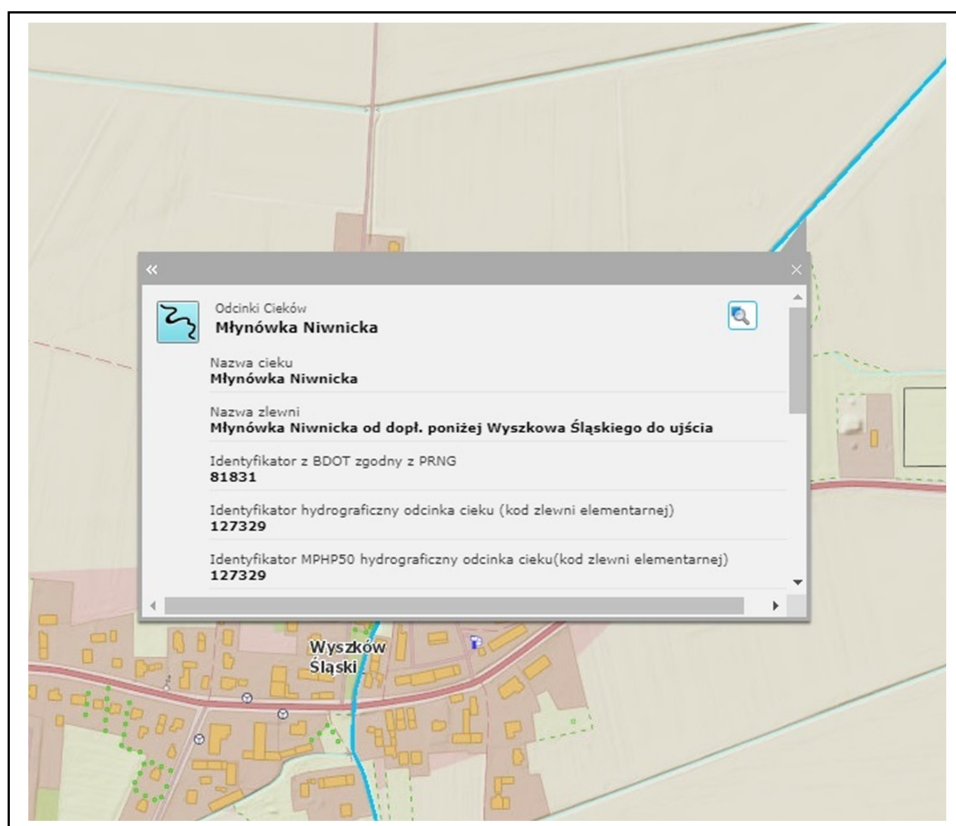 Odcinki Cieków
Młynówka Niwnicka
Nazwa cieku
Młynówka Niwnicka
Nazwa zlewni
Młynówka Niwnicka od dopł. poniżej Wyszkowa Śląskiego do ujścia
Identyfikator z BDOT zgodny z PRNG
81831
Identyfikator hydrograficzny odcinka cieku (kod zlewni elementarnej)
127329
Identyfikator MPHP50 hydrograficzny odcinka cieku(kod zlewni elementarnej)
127329
Wyszków
Śląski